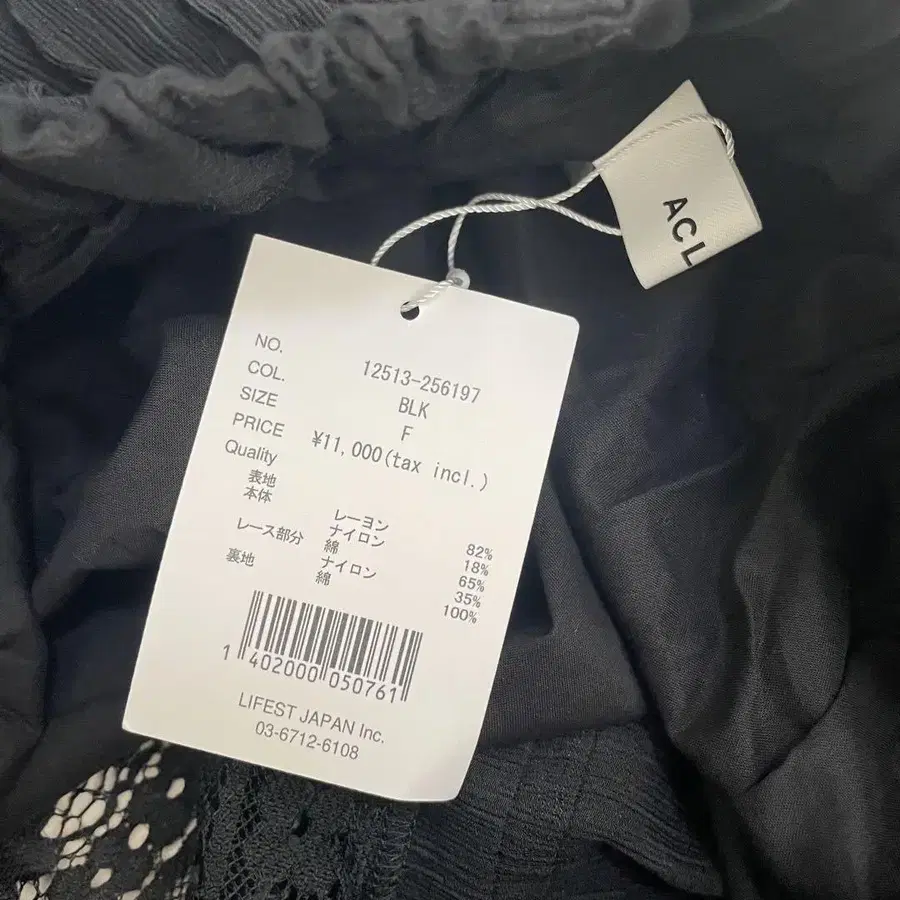 ACL
NO. 12513-256197
COL. BLK
SIZE F
PRICE ¥11,000(tax incl.)
Quality
表地
本体 レーヨン 82%
ナイロン 18%
レース部分 綿 65%
ナイロン 35%
裏地 綿 100%
1 402000 050761
LIFEST JAPAN Inc.
03-6712-6108